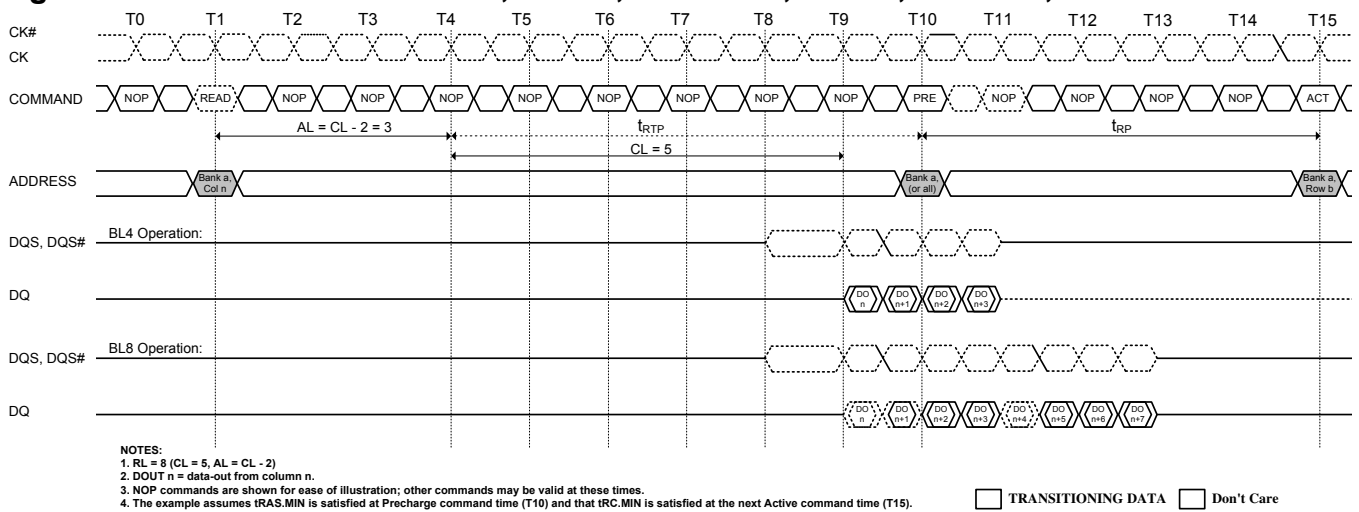 T0 T1 T2 T3 T4 T5 T6 T7 T8 T9 T10 T11 T12 T13 T14 T15
CK#
CK
COMMAND NOP READ NOP NOP NOP NOP NOP NOP NOP NOP PRE NOP NOP NOP NOP ACT
AL = CL - 2 = 3 tRTP tRP
CL = 5
ADDRESS Bank a, Col n Bank a, (or all) Bank a, Row b
DQS, DQS# BL4 Operation:
DQ DO n DO n+1 DO n+2 DO n+3
DQS, DQS# BL8 Operation:
DQ DO n DO n+1 DO n+2 DO n+3 DO n+4 DO n+5 DO n+6 DO n+7
NOTES:
1. RL = 8 (CL = 5, AL = CL - 2)
2. DOUT n = data-out from column n.
3. NOP commands are shown for ease of illustration; other commands may be valid at these times.
4. The example assumes tRAS.MIN is satisfied at Precharge command time (T10) and that tRC.MIN is satisfied at the next Active command time (T15).
TRANSITIONING DATA Don't Care